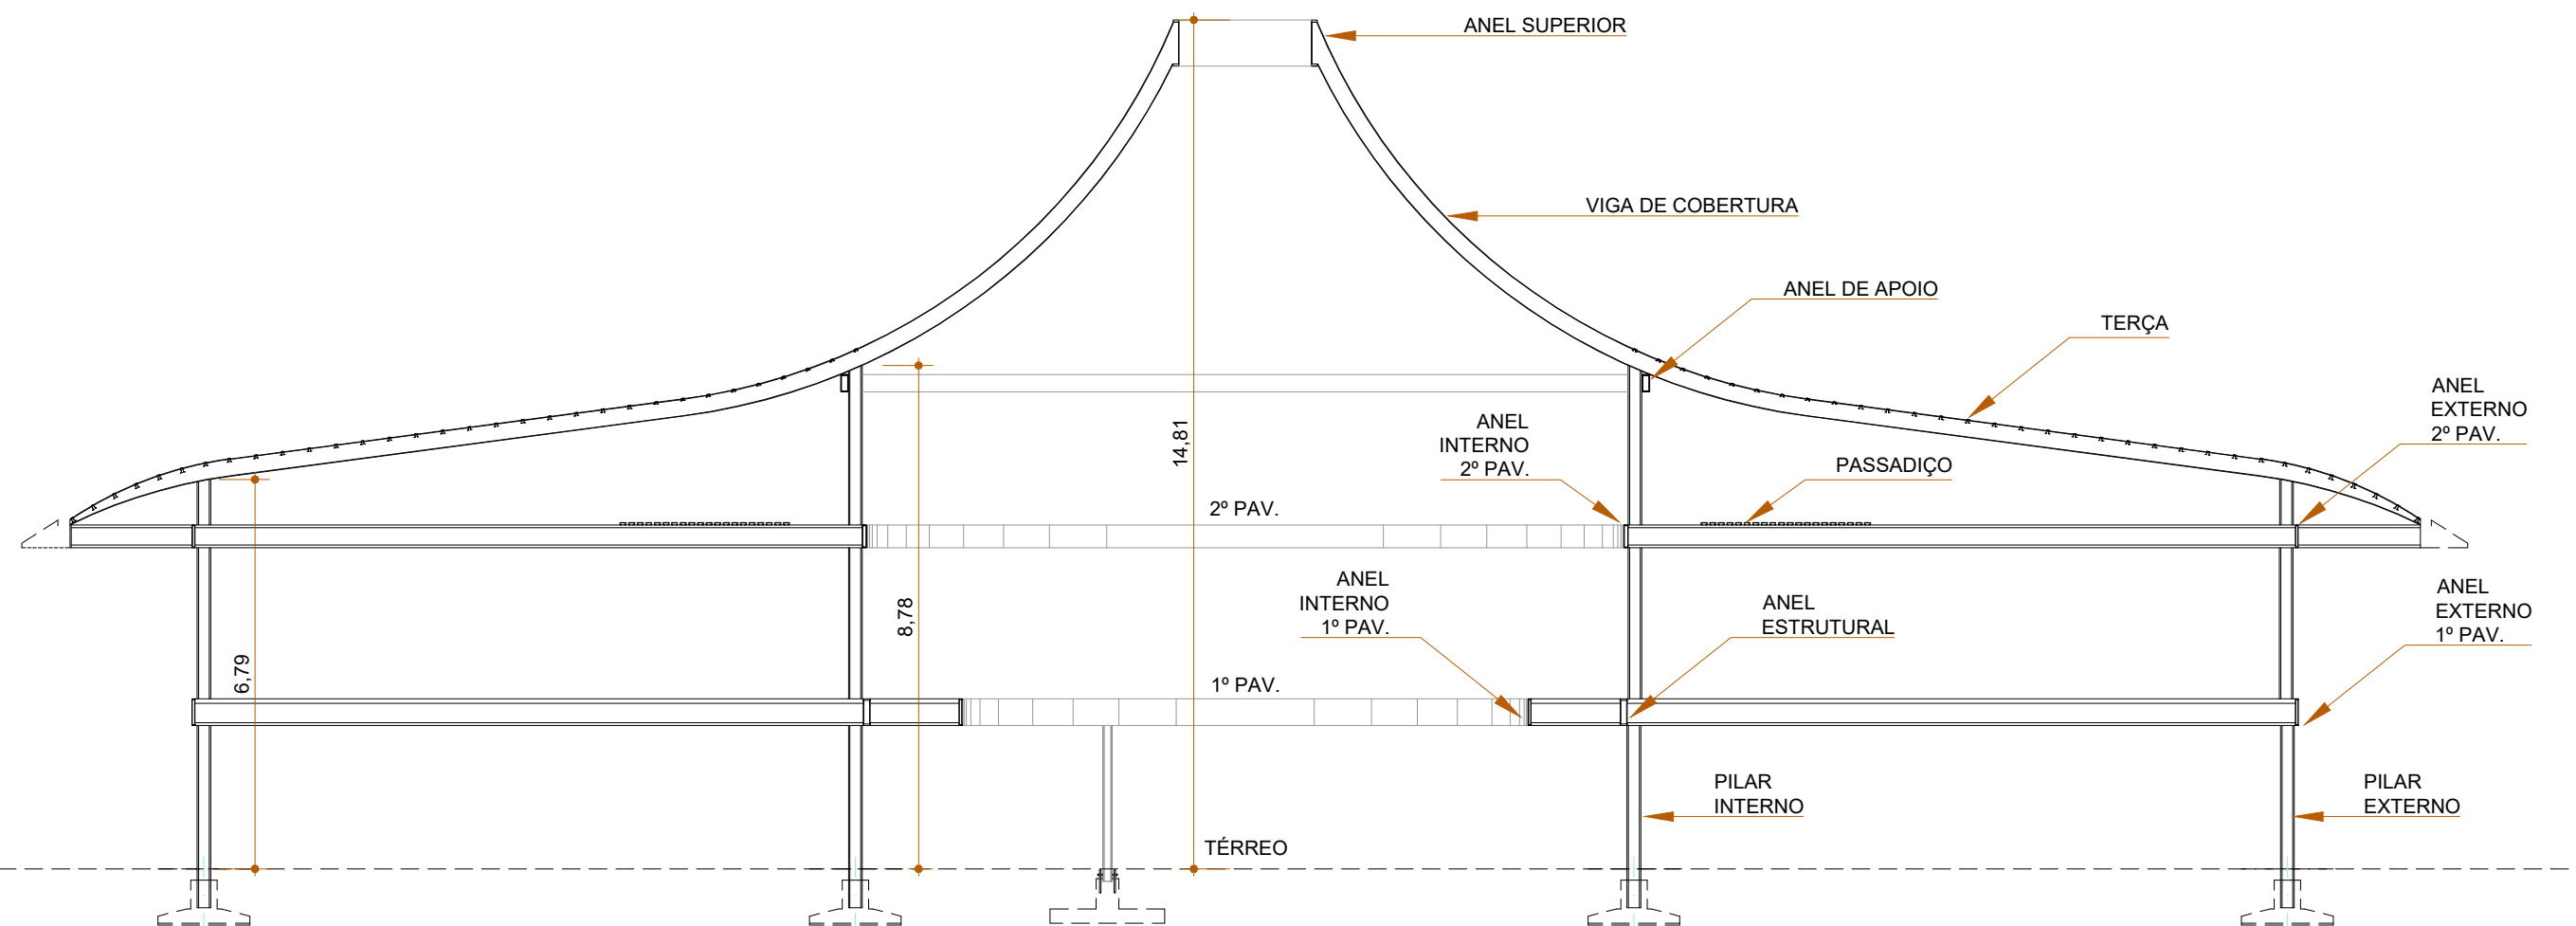 ANEL SUPERIOR
VIGA DE COBERTURA
ANEL DE APOIO
TERÇA
ANEL
EXTERNO
2º PAV.
ANEL
INTERNO
2º PAV.
PASSADIÇO
14,81
2º PAV.
ANEL
INTERNO
1º PAV.
ANEL
ESTRUTURAL
ANEL
EXTERNO
1º PAV.
8,78
6,79
1º PAV.
PILAR
INTERNO
PILAR
EXTERNO
TÉRREO